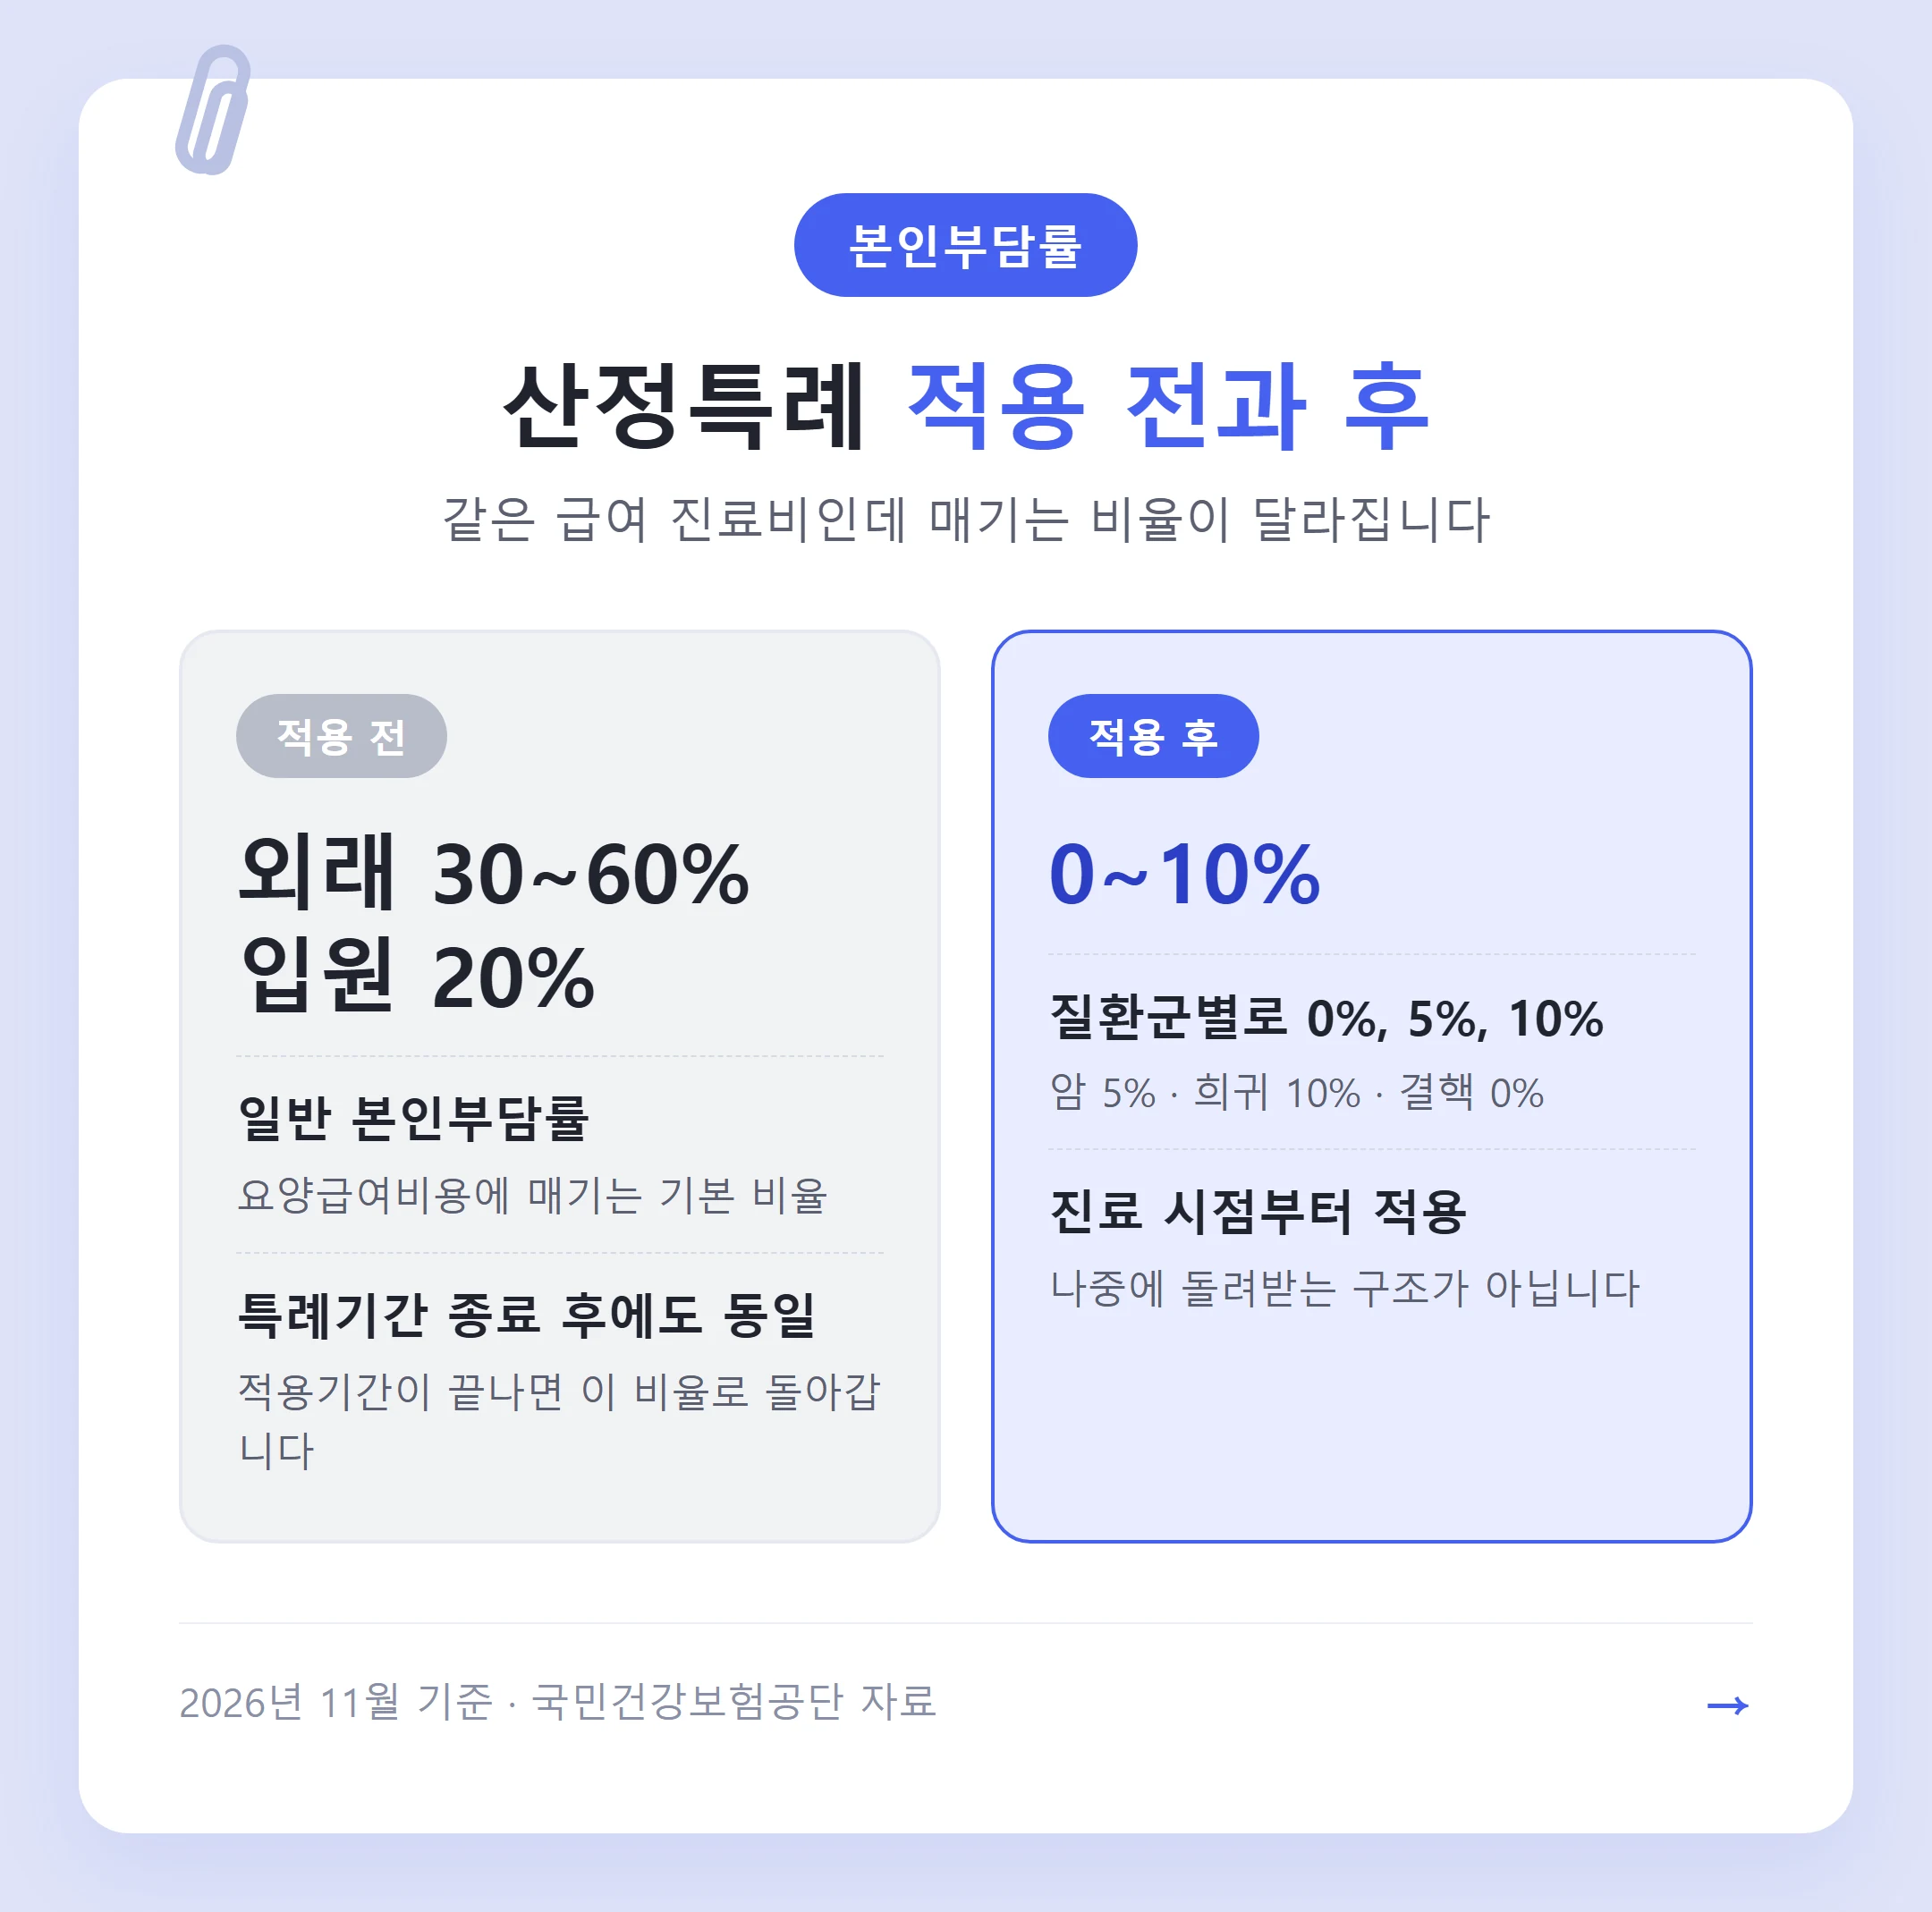 본인부담률
산정특례 적용 전과 후
같은 급여 진료비인데 매기는 비율이 달라집니다
적용 전
외래 30~60%
입원 20%
일반 본인부담률
요양급여비용에 매기는 기본 비율
특례기간 종료 후에도 동일
적용기간이 끝나면 이 비율로 돌아갑
니다
적용 후
0~10%
질환군별로 0%, 5%, 10%
암 5% · 희귀 10% · 결핵 0%
진료 시점부터 적용
나중에 돌려받는 구조가 아닙니다
2026년 11월 기준 · 국민건강보험공단 자료
→